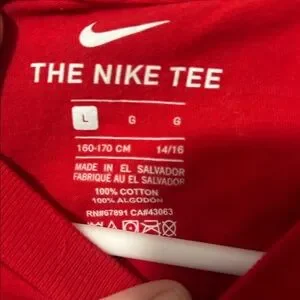 THE NIKE TEE
L G G
160-170 CM 14/16
MADE IN EL SALVADOR
FABRIQUÉ AU EL SALVADOR
100% COTTON
100% ALGODÓN
RN#67891 CA#43063